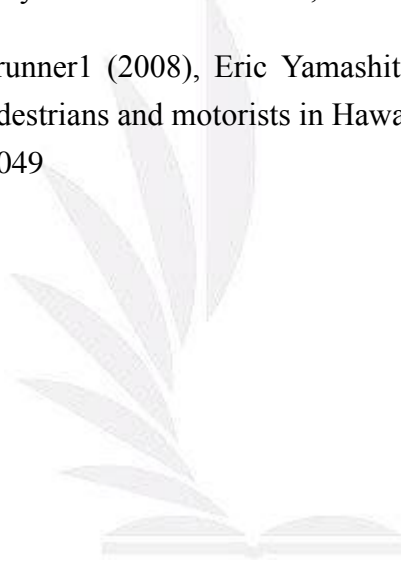 runner1 (2008), Eric Yamashit
destrians and motorists in Hawa
049